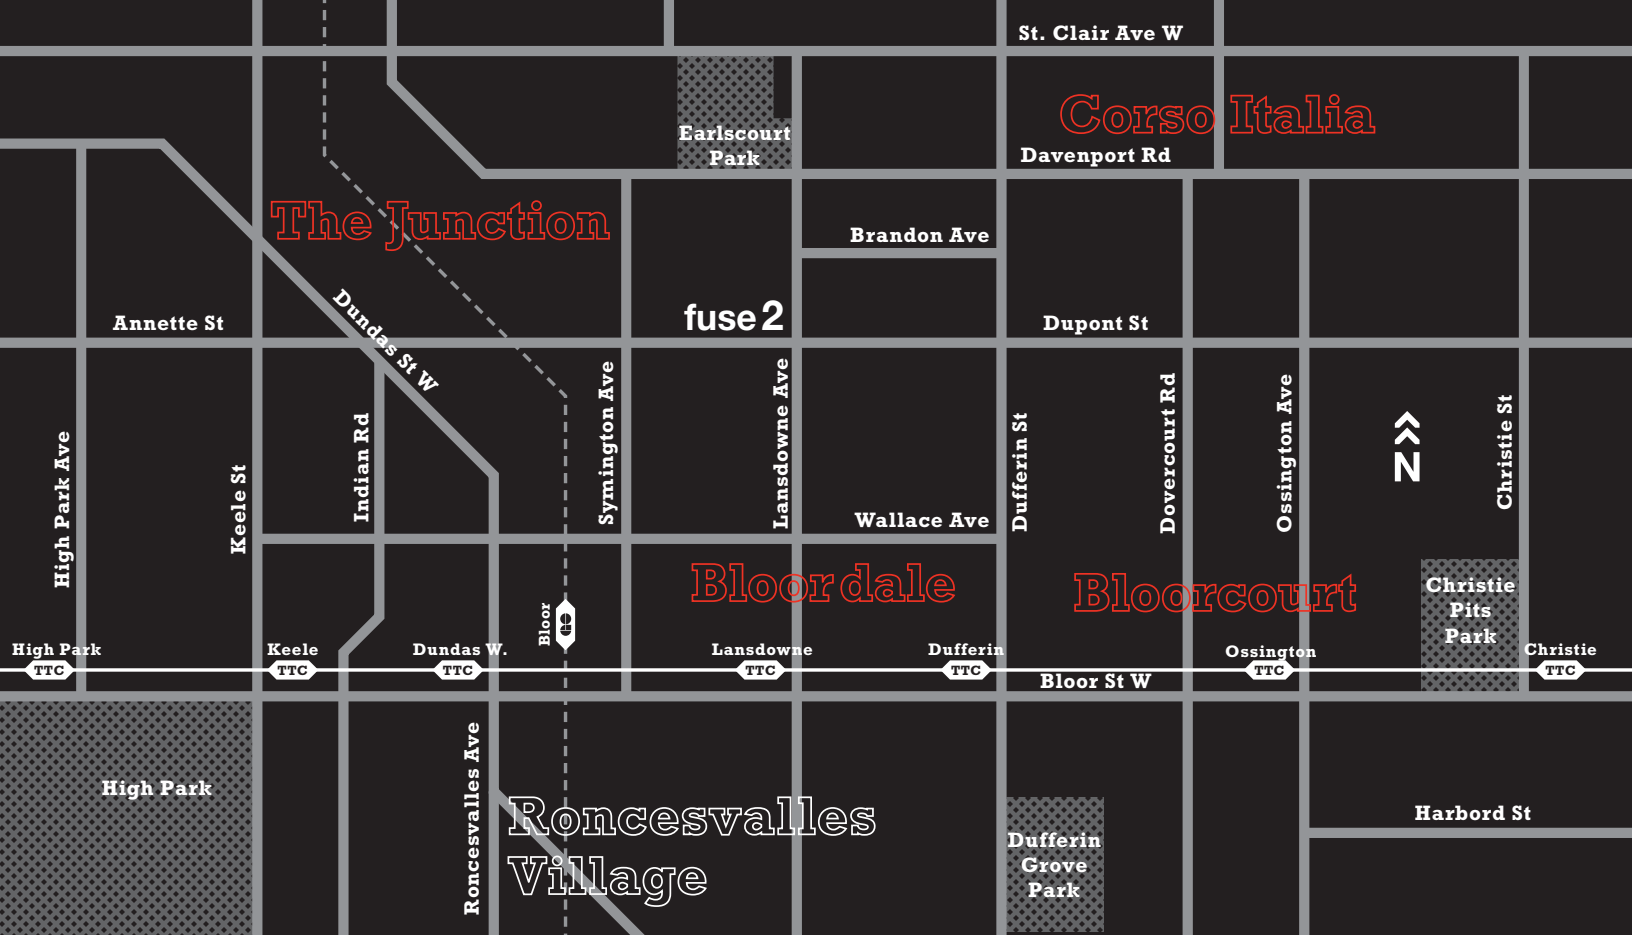 St. Clair Ave W
Corso Italia
Earlscourt
Park
Davenport Rd
The Junction
Brandon Ave
Annette St
Dundas St W
fuse2
Dupont St
High Park Ave
Keele St
Indian Rd
Symington Ave
Lansdowne Ave
Dufferin St
Dovercourt Rd
Ossington Ave
N
Christie St
Wallace Ave
Bloordale
Bloorcourt
Christie
Pits
Park
Bloor
High Park
TTC
Keele
TTC
Dundas W.
TTC
Lansdowne
TTC
Dufferin
TTC
Ossington
TTC
Christie
TTC
Bloor St W
High Park
Roncesvalles Ave
Roncesvalles
Village
Dufferin
Grove
Park
Harbord St